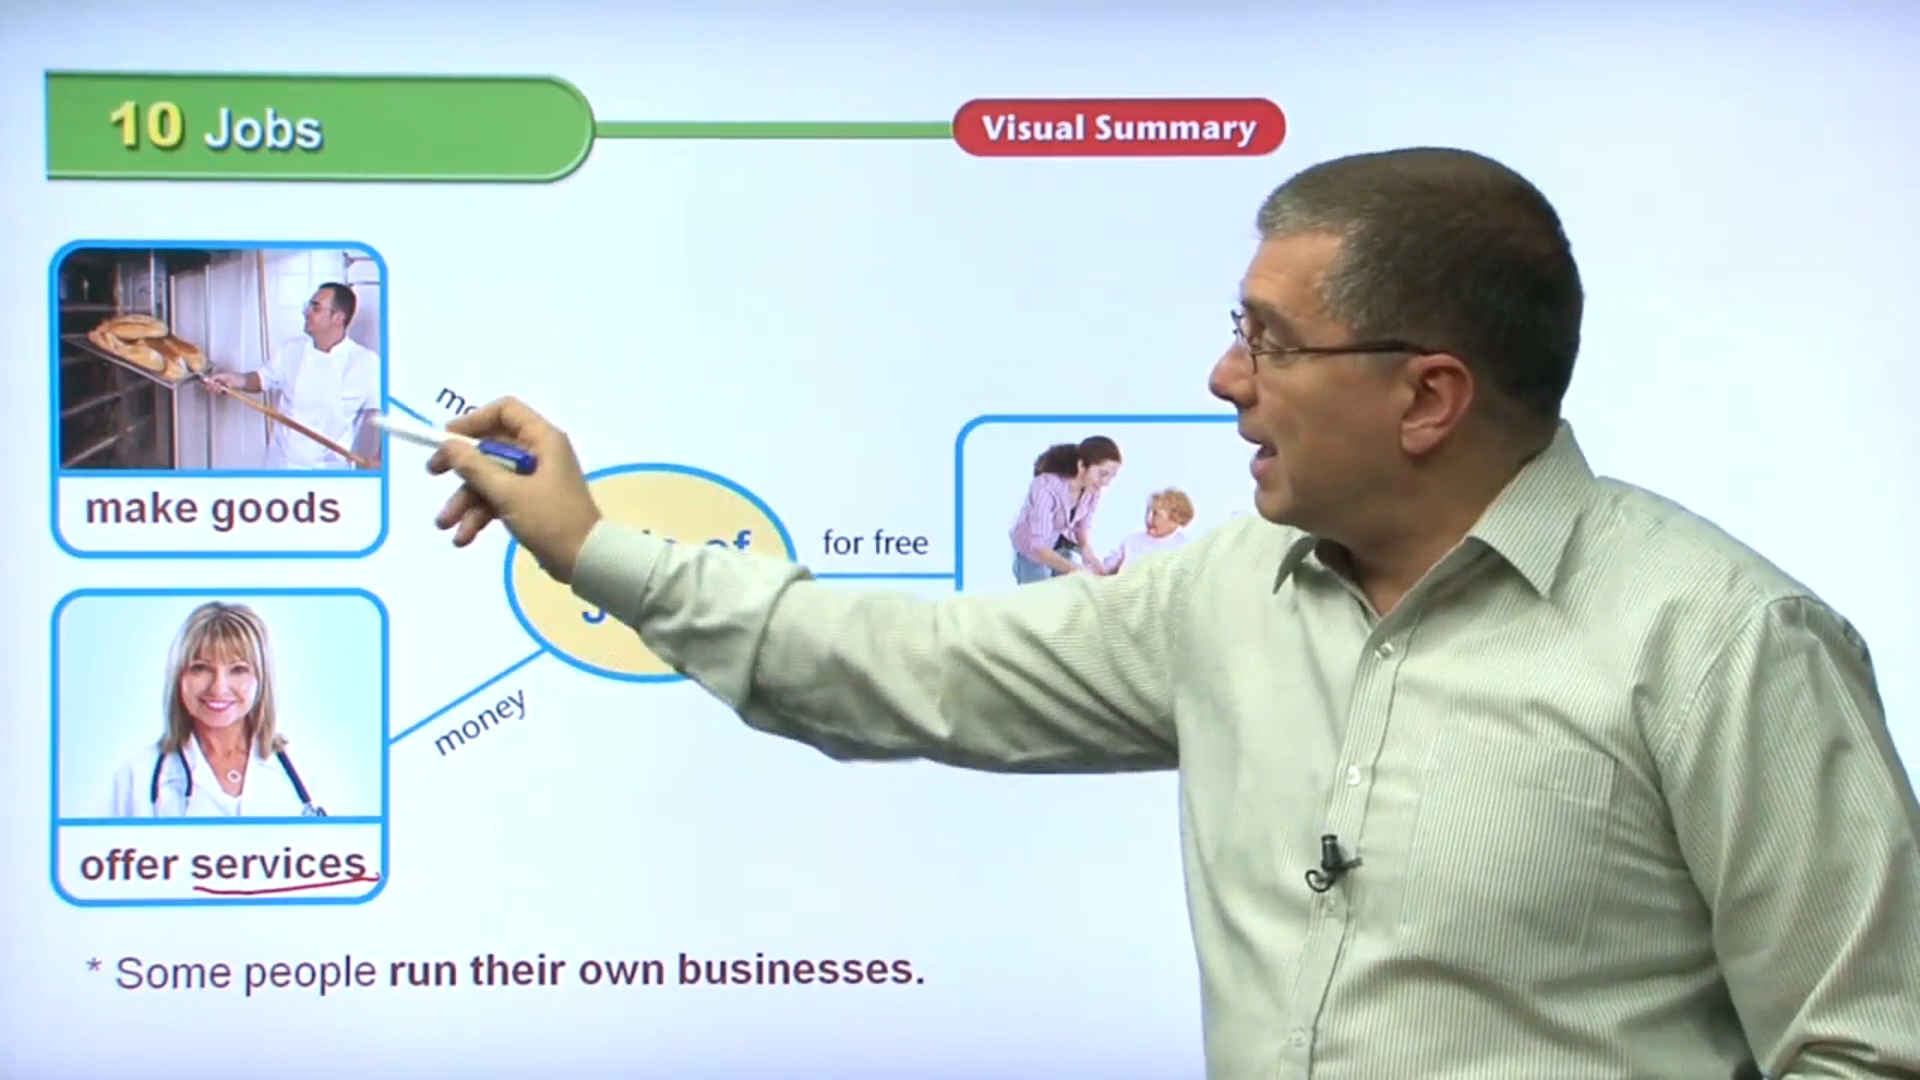 10 Jobs
Visual Summary
make goods
for free
money
offer services
* Some people run their own businesses.